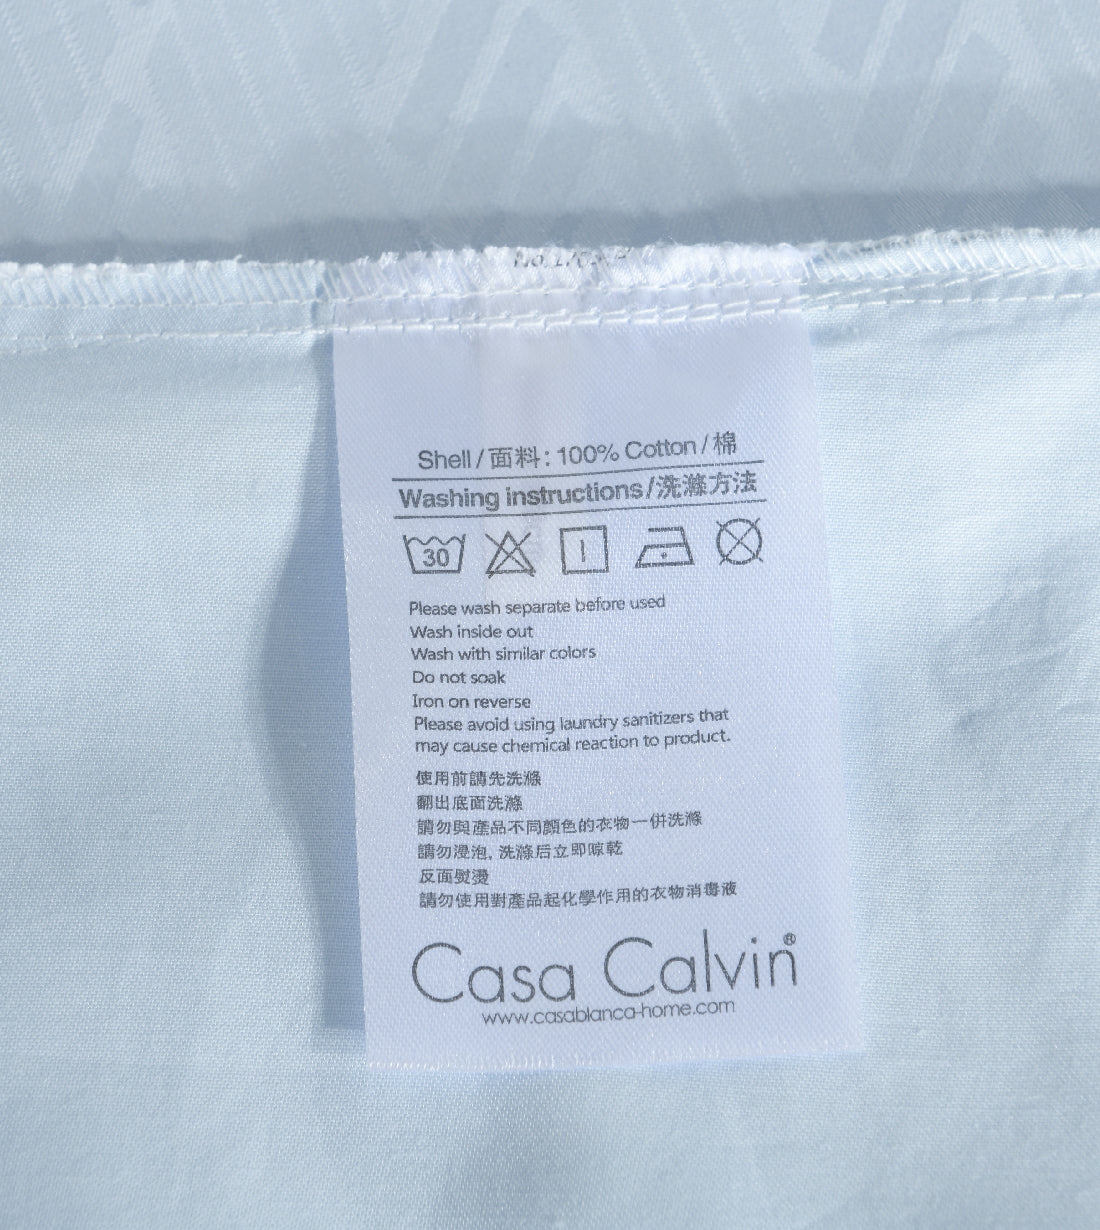 Shell/面料: 100% Cotton/棉
Washing instructions/洗滌方法
30
Please wash separate before used
Wash inside out
Wash with similar colors
Do not soak
Iron on reverse
Please avoid using laundry sanitizers that
may cause chemical reaction to product.
使用前請先洗滌
翻出底面洗滌
請勿與產品不同顏色的衣物一併洗滌
請勿浸泡, 洗滌后立即晾乾
反面熨燙
請勿使用對產品起化學作用的衣物消毒液
Casa Calvin®
www.casablanca-home.com